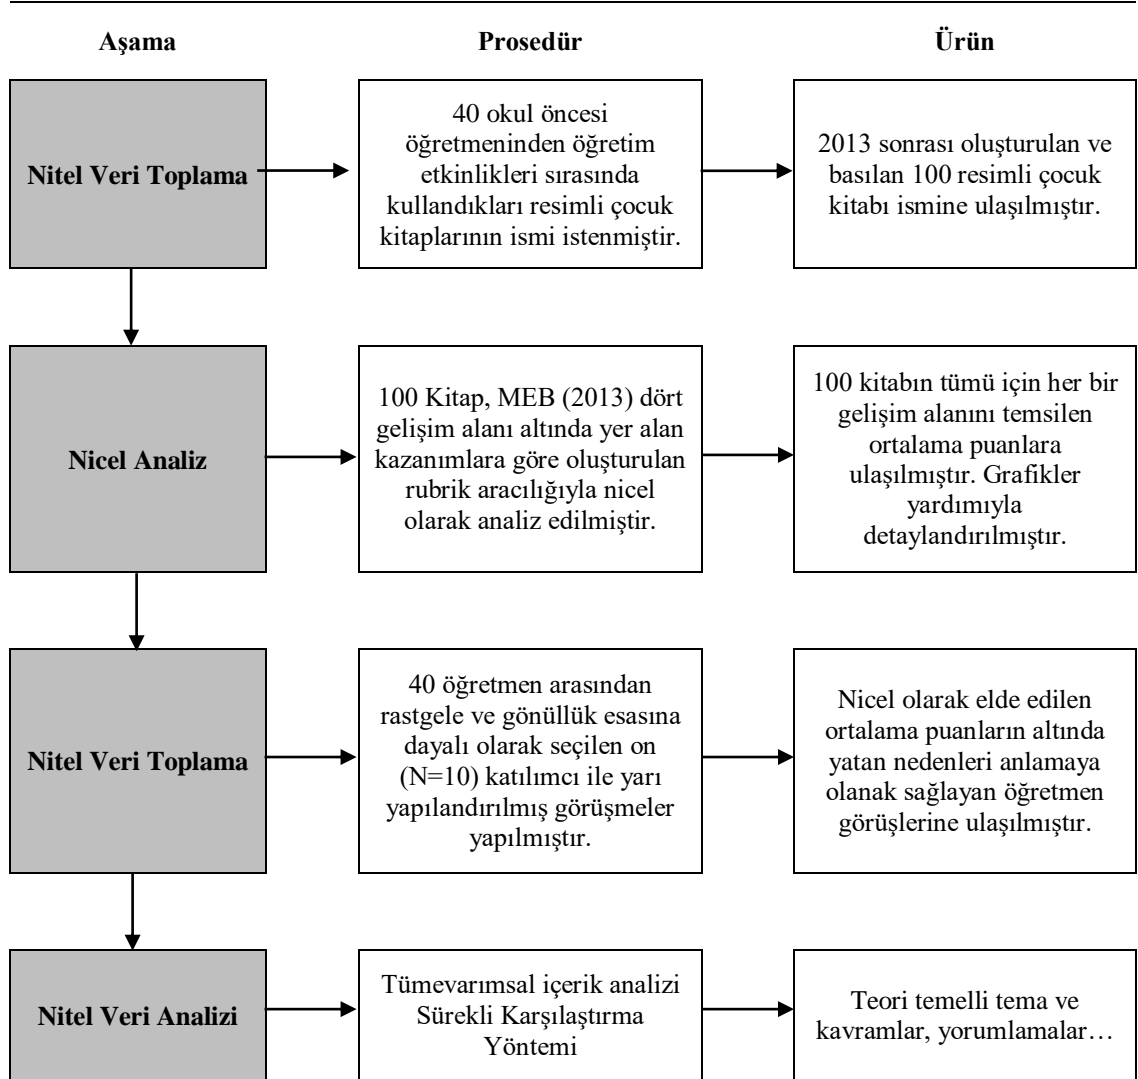 Aşama
Prosedür
Ürün
Nitel Veri Toplama
40 okul öncesi
öğretmeninden öğretim
etkinlikleri sırasında
kullandıkları resimli çocuk
kitaplarının ismi istenmiştir.
2013 sonrası oluşturulan ve
basılan 100 resimli çocuk
kitabı ismine ulaşılmıştır.
Nicel Analiz
100 Kitap, MEB (2013) dört
gelişim alanı altında yer alan
kazanımlara göre oluşturulan
rubrik aracılığıyla nicel
olarak analiz edilmiştir.
100 kitabın tümü için her bir
gelişim alanını temsilen
ortalama puanlara
ulaşılmıştır. Grafikler
yardımıyla
detaylandırılmıştır.
Nitel Veri Toplama
40 öğretmen arasından
rastgele ve gönüllük esasına
dayalı olarak seçilen on
(N=10) katılımcı ile yarı
yapılandırılmış görüşmeler
yapılmıştır.
Nicel olarak elde edilen
ortalama puanların altında
yatan nedenleri anlamaya
olanak sağlayan öğretmen
görüşlerine ulaşılmıştır.
Nitel Veri Analizi
Tümevarımsal içerik analizi
Sürekli Karşılaştırma
Yöntemi
Teori temelli tema ve
kavramlar, yorumlamalar…